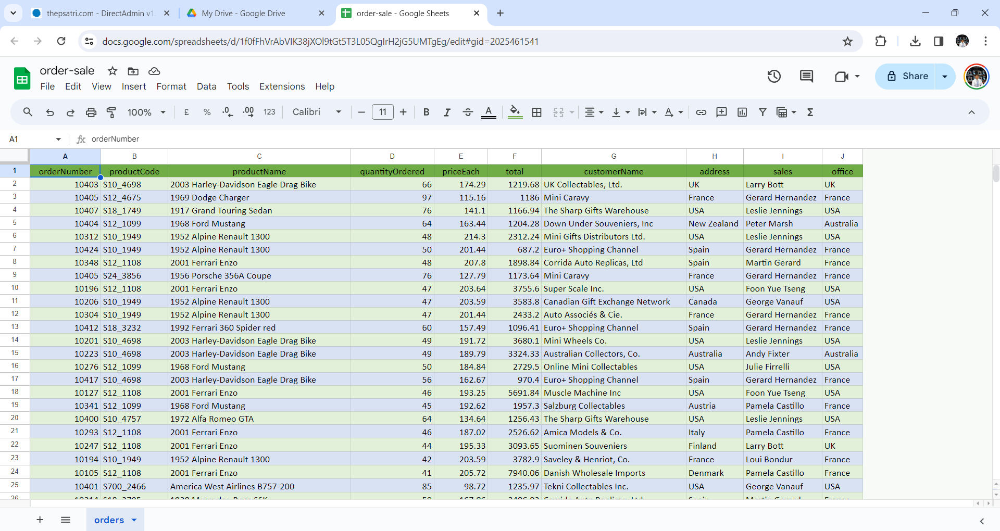 thepsatri.com - DirectAdmin v1 My Drive - Google Drive order-sale - Google Sheets
docs.google.com/spreadsheets/d/1f0fFhVrAbVIK38jXOl9tGt5T3L05QgIrH2jG5UMTgEg/edit#gid=2025461541
order-sale
Share
File Edit View Insert Format Data Tools Extensions Help
100% £ % .0 .00 123 Calibri 11 B I A
A1 fx orderNumber
A B C D E F G H I J
1 orderNumber productCode productName quantityOrdered priceEach total customerName address sales office
2 10403 S10_4698 2003 Harley-Davidson Eagle Drag Bike 66 174.29 1219.68 UK Collectables, Ltd. UK Larry Bott UK
3 10405 S12_4675 1969 Dodge Charger 97 115.16 1186 Mini Caravy France Gerard Hernandez France
4 10407 S18_1749 1917 Grand Touring Sedan 76 141.1 1166.94 The Sharp Gifts Warehouse USA Leslie Jennings USA
5 10404 S12_1099 1968 Ford Mustang 64 163.44 1204.28 Down Under Souveniers, Inc New Zealand Peter Marsh Australia
6 10312 S10_1949 1952 Alpine Renault 1300 48 214.3 2312.24 Mini Gifts Distributors Ltd. USA Leslie Jennings USA
7 10424 S10_1949 1952 Alpine Renault 1300 50 201.44 687.2 Euro+ Shopping Channel Spain Gerard Hernandez France
8 10348 S12_1108 2001 Ferrari Enzo 48 207.8 1898.84 Corrida Auto Replicas, Ltd Spain Martin Gerard France
9 10405 S24_3856 1956 Porsche 356A Coupe 76 127.79 1173.64 Mini Caravy France Gerard Hernandez France
10 10196 S12_1108 2001 Ferrari Enzo 47 203.64 3755.6 Super Scale Inc. USA Foon Yue Tseng USA
11 10206 S10_1949 1952 Alpine Renault 1300 47 203.59 3583.8 Canadian Gift Exchange Network Canada George Vanauf USA
12 10304 S10_1949 1952 Alpine Renault 1300 47 201.44 2433.2 Auto Associés & Cie. France Gerard Hernandez France
13 10412 S18_3232 1992 Ferrari 360 Spider red 60 157.49 1096.41 Euro+ Shopping Channel Spain Gerard Hernandez France
14 10201 S10_4698 2003 Harley-Davidson Eagle Drag Bike 49 191.72 3680.1 Mini Wheels Co. USA Leslie Jennings USA
15 10223 S10_4698 2003 Harley-Davidson Eagle Drag Bike 49 189.79 3324.33 Australian Collectors, Co. Australia Andy Fixter Australia
16 10276 S12_1099 1968 Ford Mustang 50 184.84 2729.5 Online Mini Collectables USA Julie Firrelli USA
17 10417 S10_4698 2003 Harley-Davidson Eagle Drag Bike 56 162.67 970.4 Euro+ Shopping Channel Spain Gerard Hernandez France
18 10127 S12_1108 2001 Ferrari Enzo 46 193.25 5691.84 Muscle Machine Inc USA Foon Yue Tseng USA
19 10341 S12_1099 1968 Ford Mustang 45 192.62 1957.3 Salzburg Collectables Austria Pamela Castillo France
20 10400 S10_4757 1972 Alfa Romeo GTA 64 134.64 1256.43 The Sharp Gifts Warehouse USA Leslie Jennings USA
21 10293 S12_1108 2001 Ferrari Enzo 46 187.02 2526.62 Amica Models & Co. Italy Pamela Castillo France
22 10247 S12_1108 2001 Ferrari Enzo 44 195.33 3093.65 Suominen Souveniers Finland Larry Bott UK
23 10194 S10_1949 1952 Alpine Renault 1300 42 203.59 3782.9 Saveley & Henriot, Co. France Loui Bondur France
24 10105 S12_1108 2001 Ferrari Enzo 41 205.72 7940.06 Danish Wholesale Imports Denmark Pamela Castillo France
25 10401 S700_2466 America West Airlines B757-200 85 98.72 1235.97 Tekni Collectables Inc. USA George Vanauf USA
26
orders